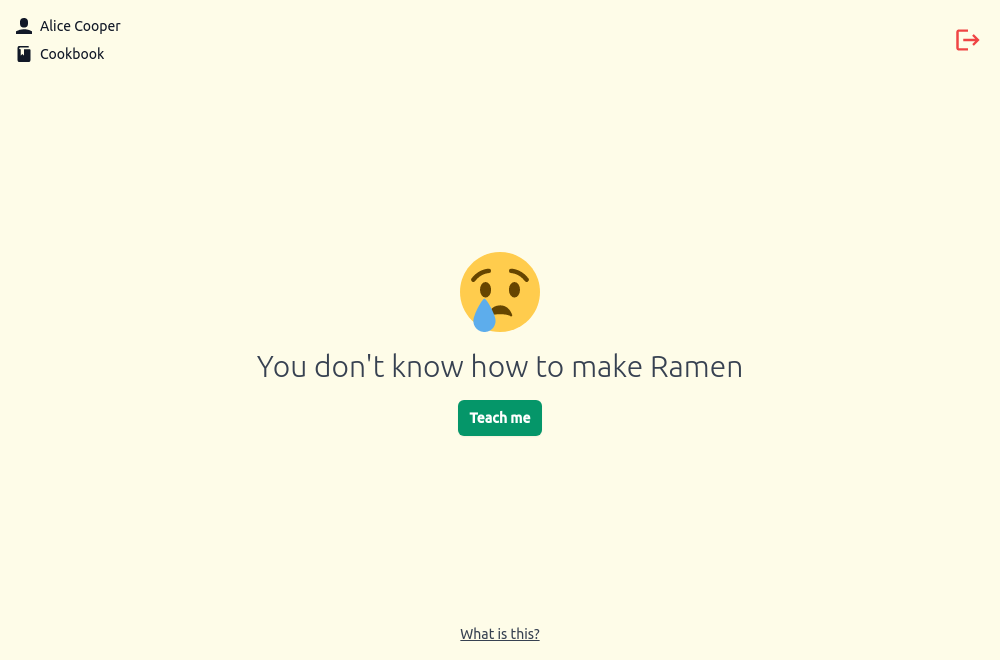 Alice Cooper
Cookbook
You don't know how to make Ramen
Teach me
What is this?